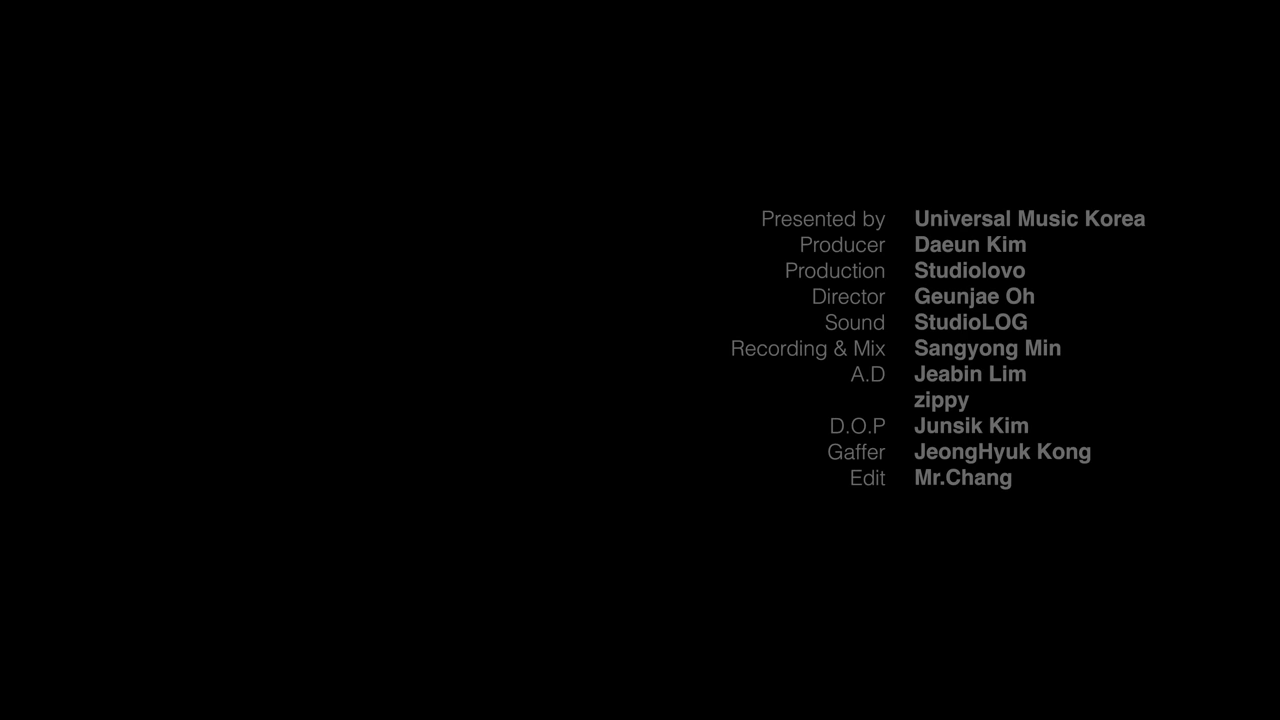 Presented by Universal Music Korea
Producer Daeun Kim
Production Studiolovo
Director Geunjae Oh
Sound StudioLOG
Recording & Mix Sangyong Min
A.D Jeabin Lim
zippy
D.O.P Junsik Kim
Gaffer JeongHyuk Kong
Edit Mr.Chang